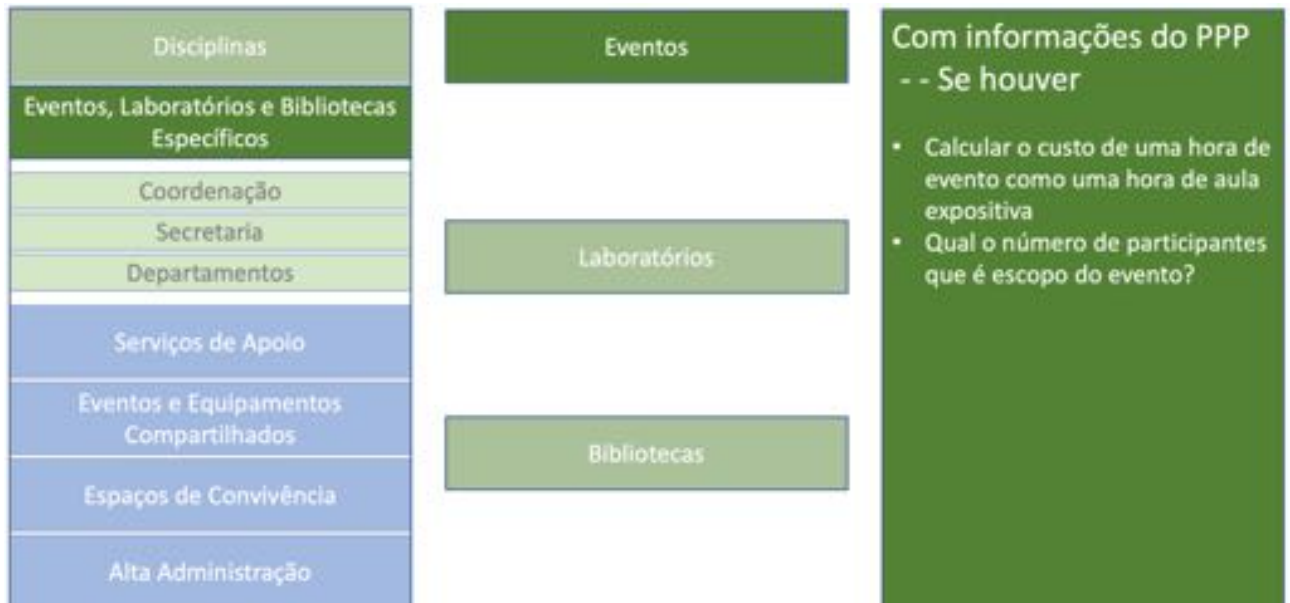 Disciplinas
Eventos, Laboratórios e Bibliotecas
Específicos
Coordenação
Secretaria
Departamentos
Serviços de Apoio
Eventos e Equipamentos
Compartilhados
Espaços de Convivência
Alta Administração
Eventos
Laboratórios
Bibliotecas
Com informações do PPP
- - Se houver
• Calcular o custo de uma hora de
evento como uma hora de aula
expositiva
• Qual o número de participantes
que é escopo do evento?